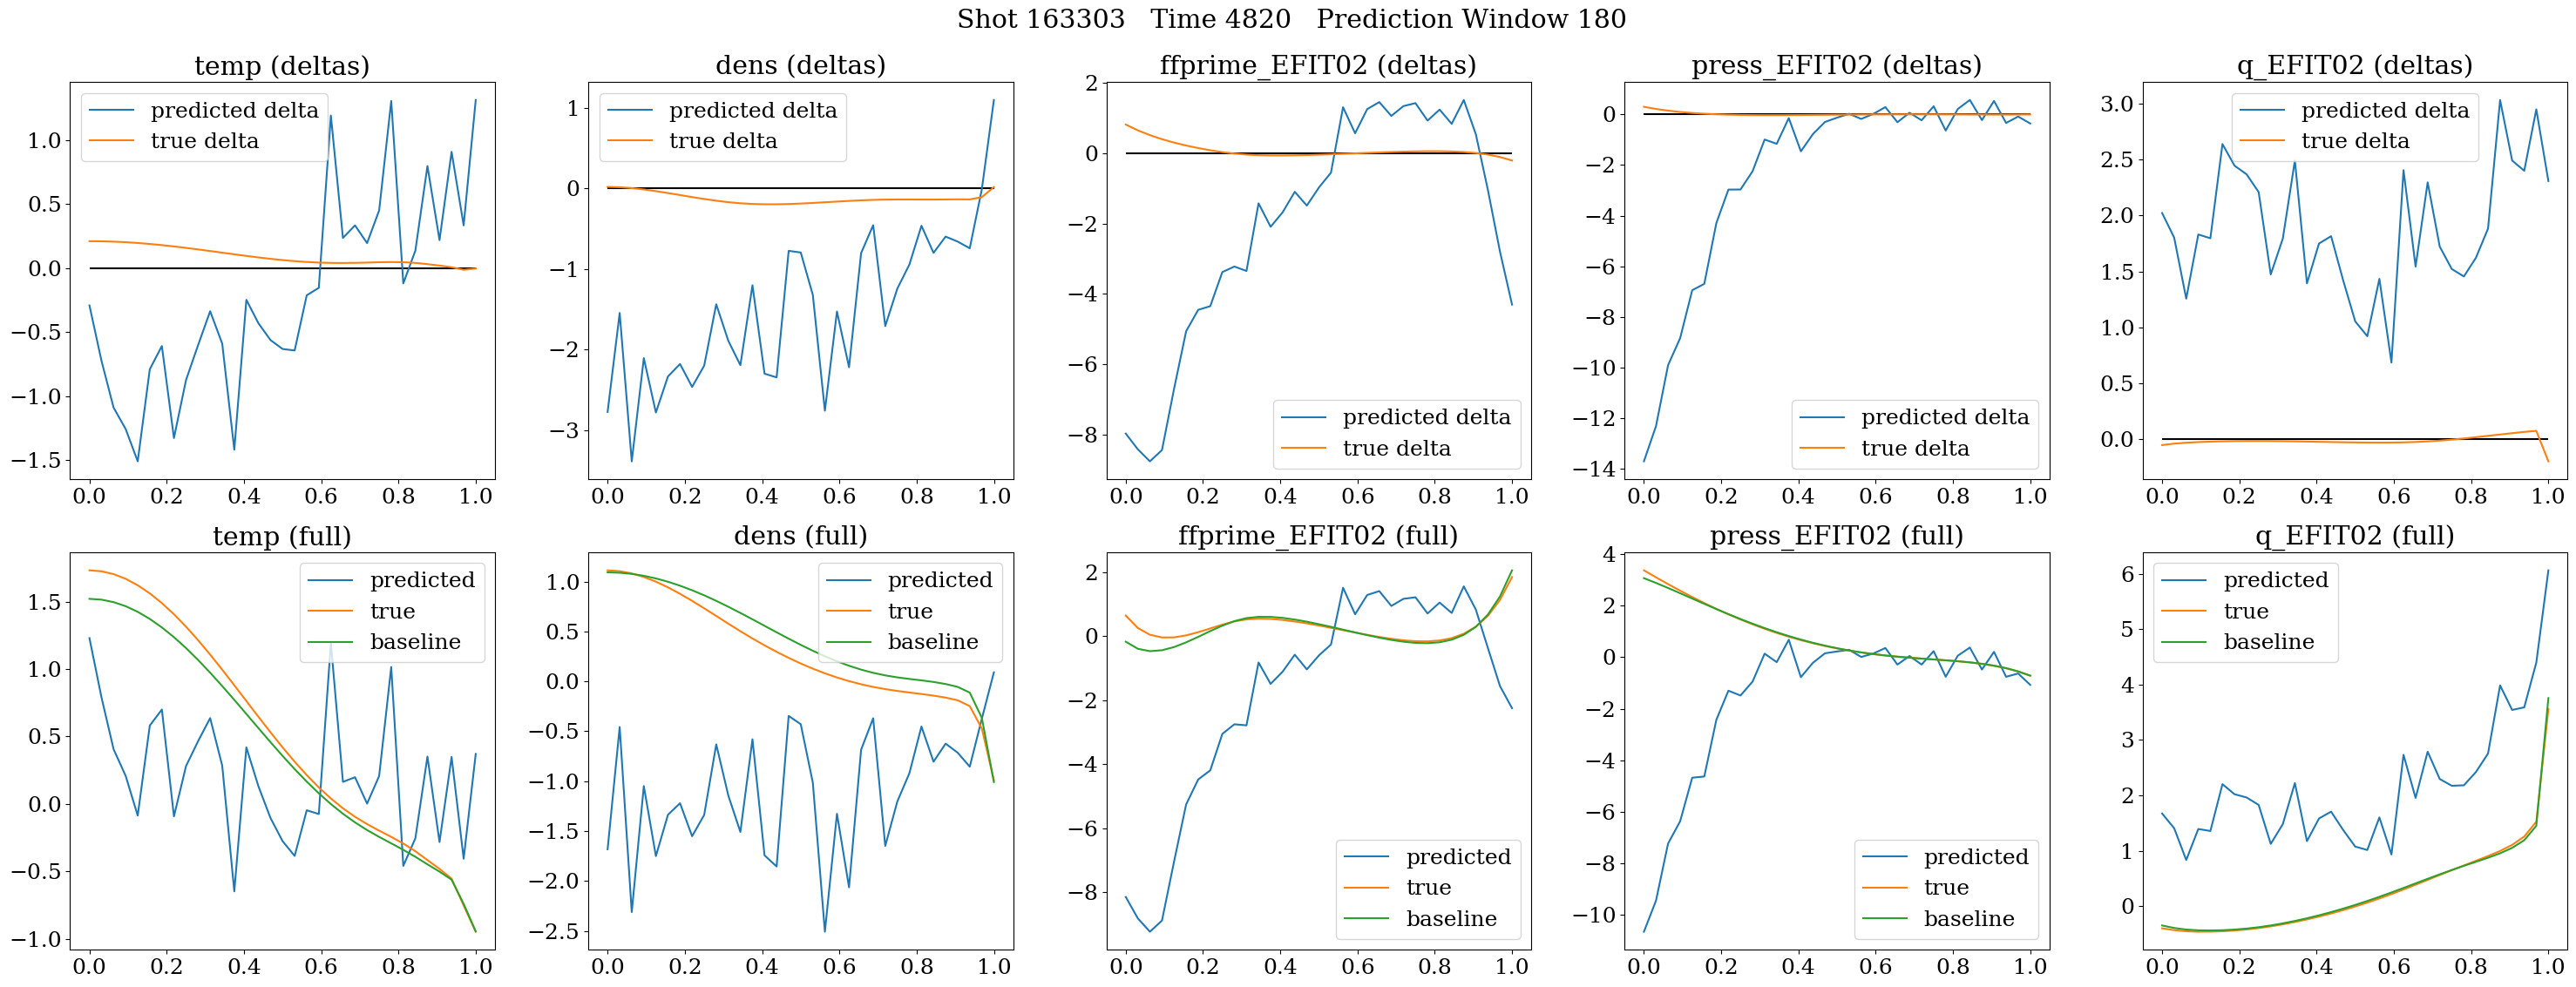 Shot 163303   Time 4820   Prediction Window 180
temp (deltas)
predicted delta
true delta
1.0
0.5
0.0
−0.5
−1.0
−1.5
0.0 0.2 0.4 0.6 0.8 1.0
dens (deltas)
predicted delta
true delta
1
0
−1
−2
−3
0.0 0.2 0.4 0.6 0.8 1.0
ffprime_EFIT02 (deltas)
2
0
−2
−4
−6
−8
predicted delta
true delta
0.0 0.2 0.4 0.6 0.8 1.0
press_EFIT02 (deltas)
0
−2
−4
−6
−8
−10
−12
−14
predicted delta
true delta
0.0 0.2 0.4 0.6 0.8 1.0
q_EFIT02 (deltas)
predicted delta
true delta
3.0
2.5
2.0
1.5
1.0
0.5
0.0
0.0 0.2 0.4 0.6 0.8 1.0
temp (full)
predicted
true
baseline
1.5
1.0
0.5
0.0
−0.5
−1.0
0.0 0.2 0.4 0.6 0.8 1.0
dens (full)
predicted
true
baseline
1.0
0.5
0.0
−0.5
−1.0
−1.5
−2.0
−2.5
0.0 0.2 0.4 0.6 0.8 1.0
ffprime_EFIT02 (full)
2
0
−2
−4
−6
−8
predicted
true
baseline
0.0 0.2 0.4 0.6 0.8 1.0
press_EFIT02 (full)
4
2
0
−2
−4
−6
−8
−10
predicted
true
baseline
0.0 0.2 0.4 0.6 0.8 1.0
q_EFIT02 (full)
predicted
true
baseline
6
5
4
3
2
1
0
0.0 0.2 0.4 0.6 0.8 1.0